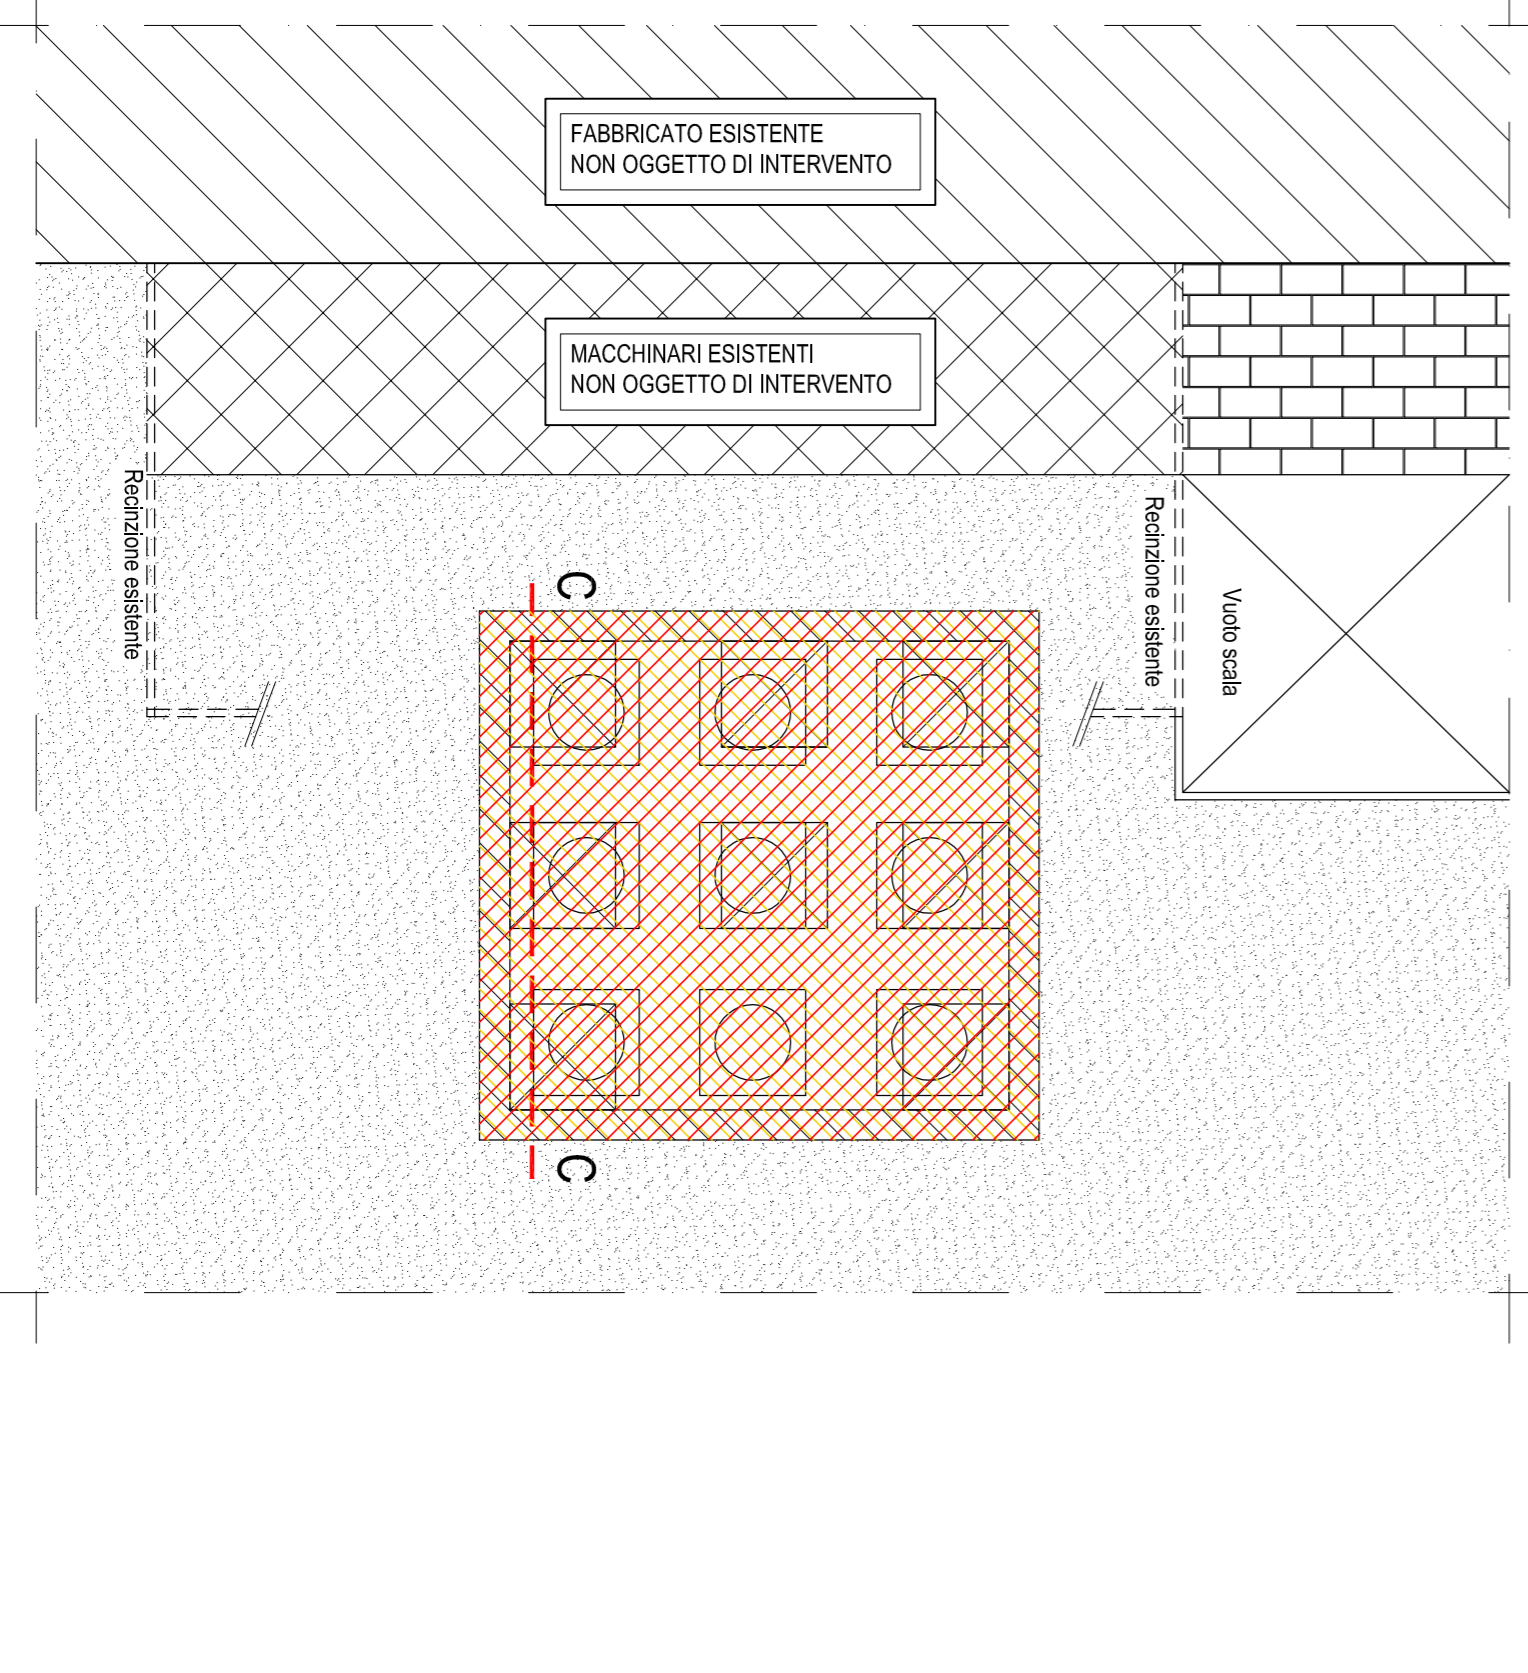 FABBRICATO ESISTENTE
NON OGGETTO DI INTERVENTO
MACCHINARI ESISTENTI
NON OGGETTO DI INTERVENTO
Recinzione esistente
Recinzione esistente
Vuoto scala
C
C